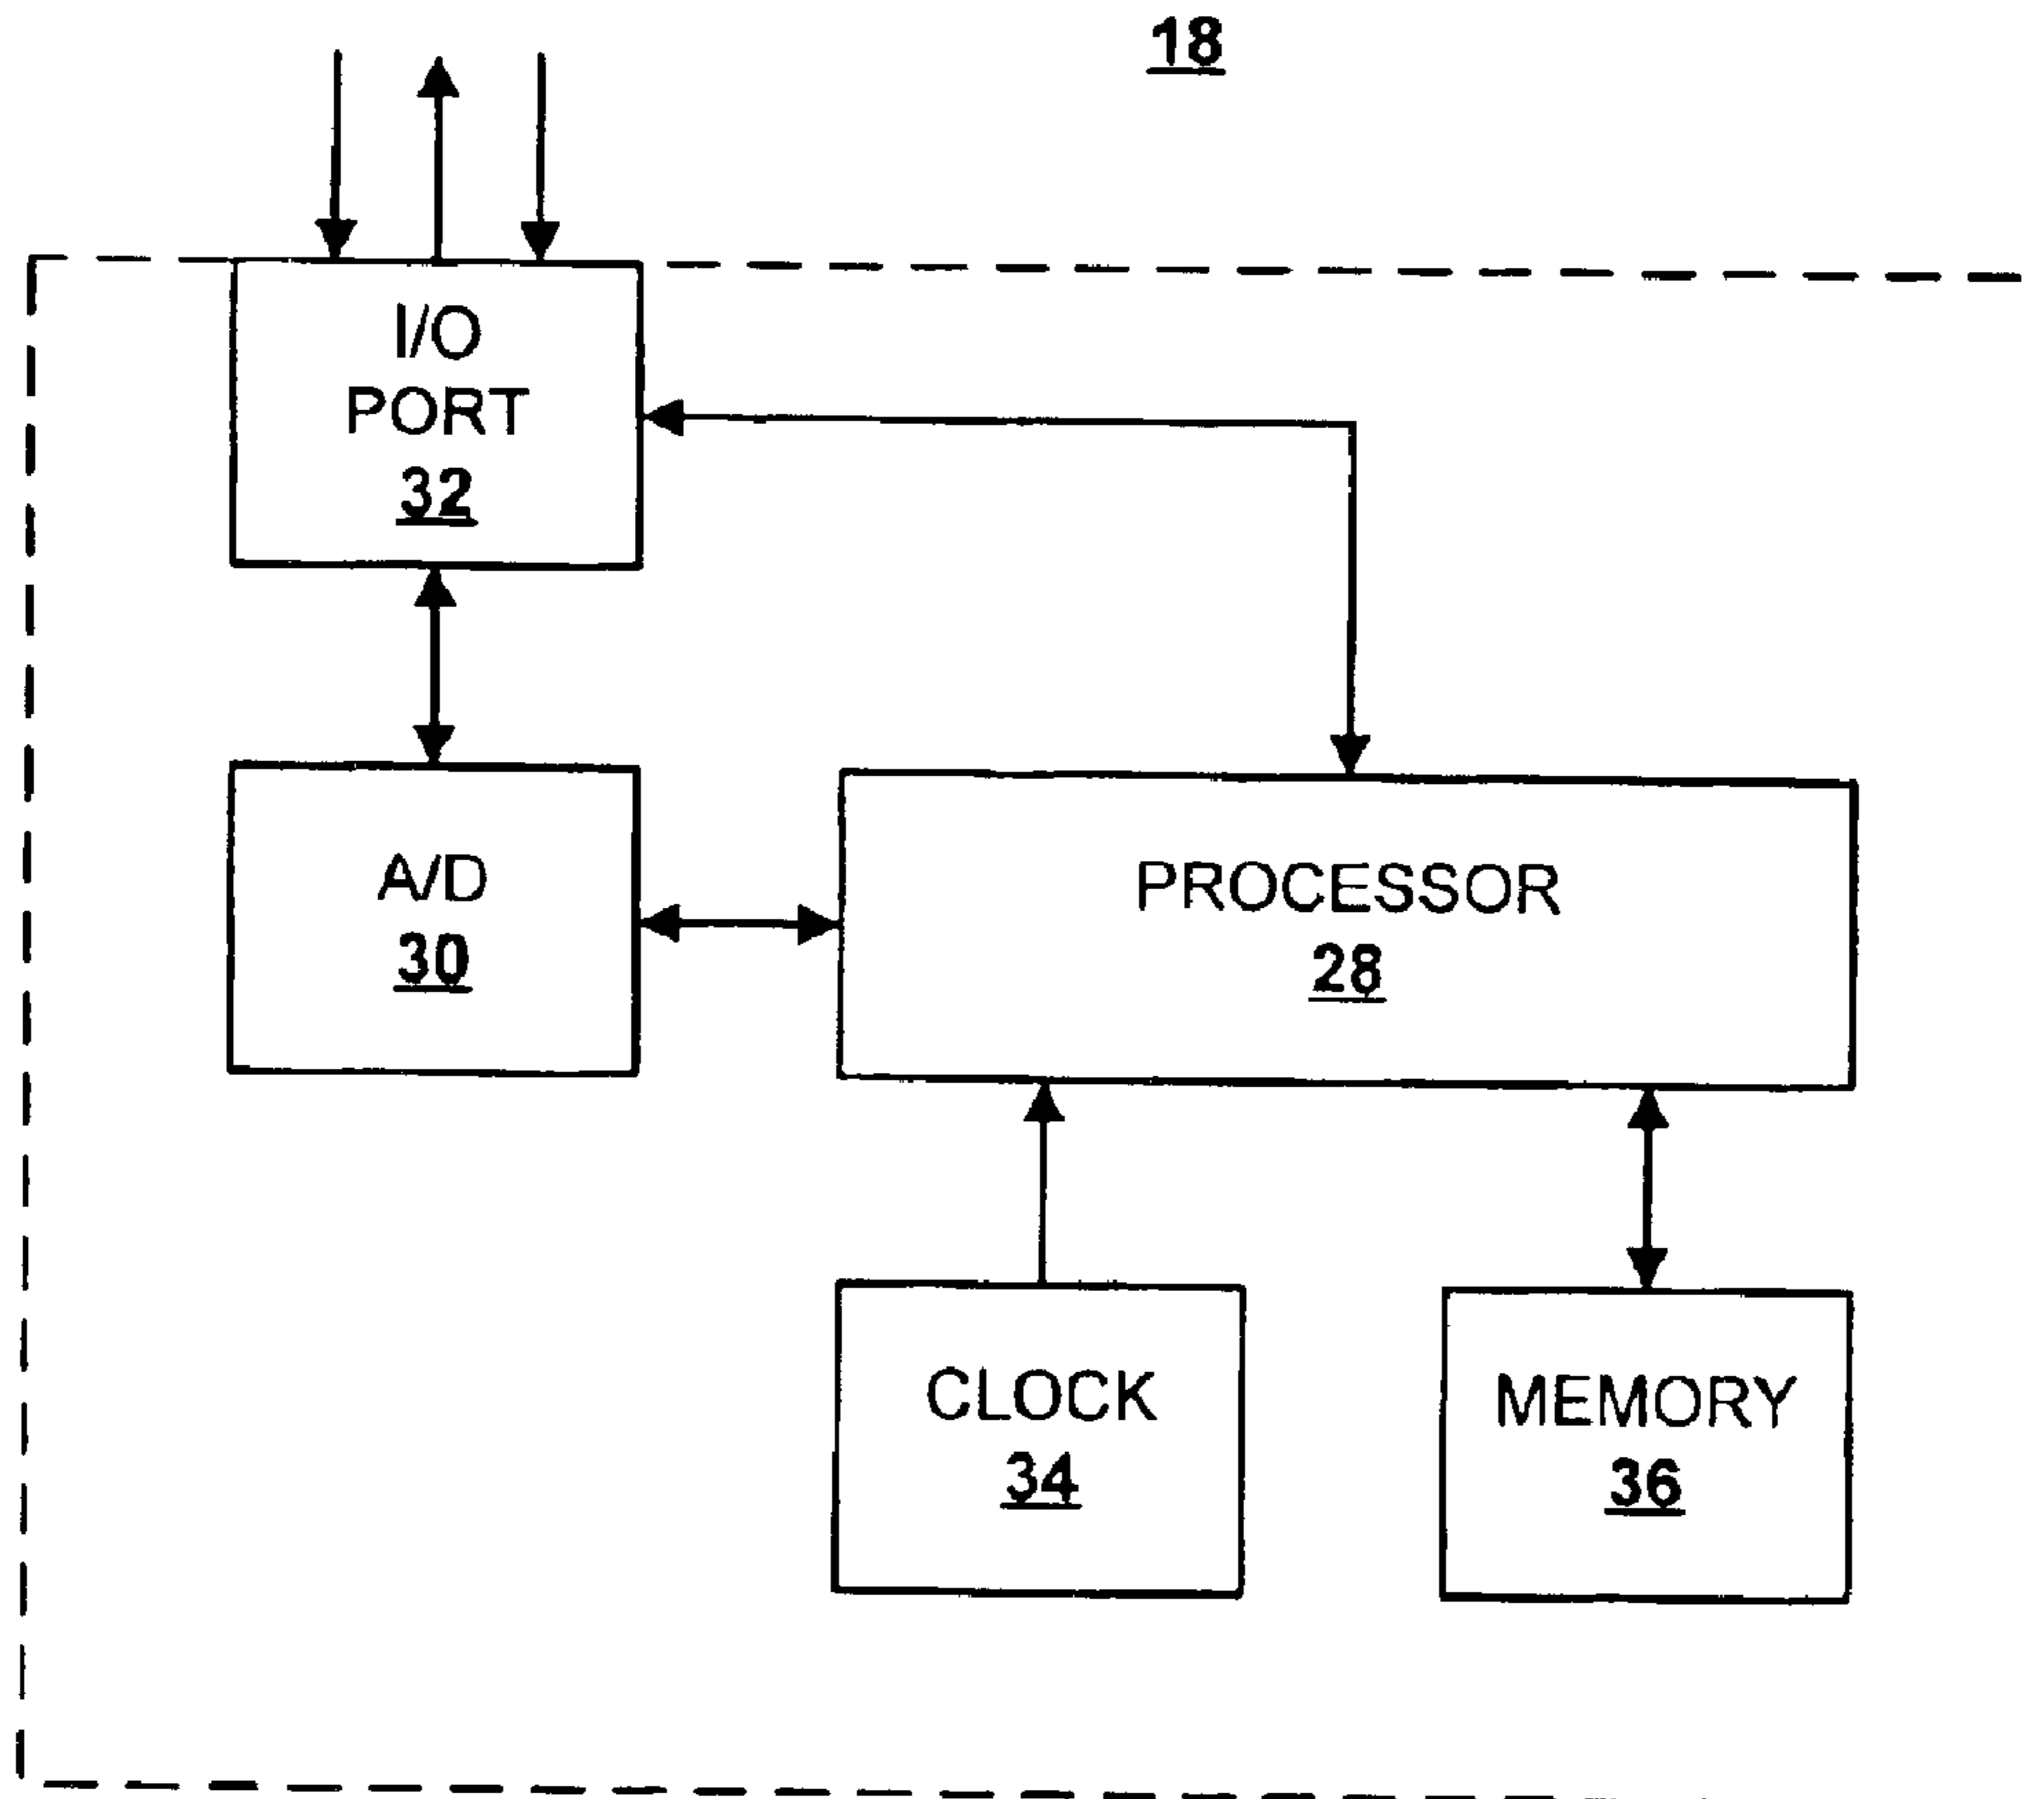 18
I/O
PORT
32
A/D
30
PROCESSOR
28
CLOCK
34
MEMORY
36